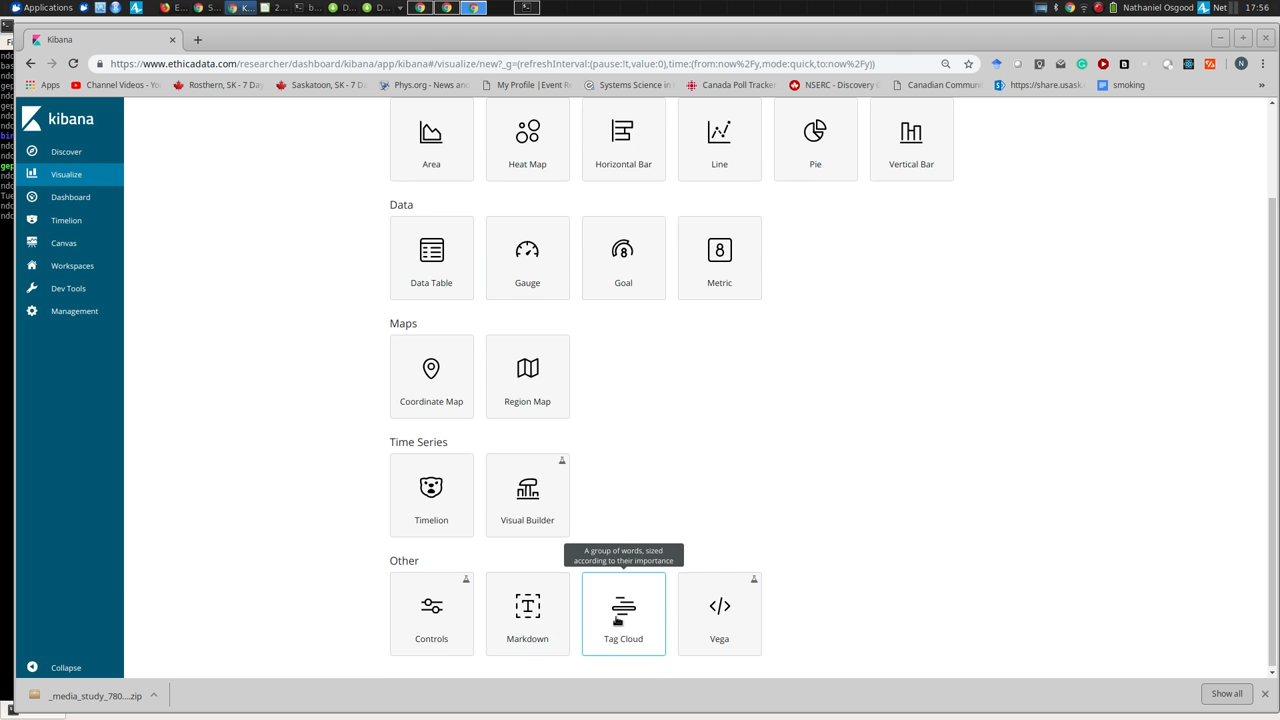 Applications
E...
S...
K...
2...
b...
D...
D...
Nathaniel Osgood
Net
17:56
Kibana
https://www.ethicadata.com/researcher/dashboard/kibana/app/kibana#/visualize/new?_g=(refreshInterval:(pause:!t,value:0),time:(from:now%2Fy,mode:quick,to:now%2Fy))
N
Apps
Channel Videos - Yo
Rosthern, SK - 7 Day
Saskatoon, SK - 7 D
Phys.org - News and
My Profile |Event R
Systems Science in
Canada Poll Tracker
NSERC - Discovery
Canadian Commun
https://share.usask
smoking
»
kibana
Discover
Visualize
Dashboard
Timelion
Canvas
Workspaces
Dev Tools
Management
Collapse
Area
Heat Map
Horizontal Bar
Line
Pie
Vertical Bar
Data
Data Table
Gauge
8
Goal
8
Metric
Maps
Coordinate Map
Region Map
Time Series
Timelion
Visual Builder
A group of words, sized
according to their importance
Other
Controls
T
Markdown
Tag Cloud
</>
Vega
_media_study_780....zip
Show all